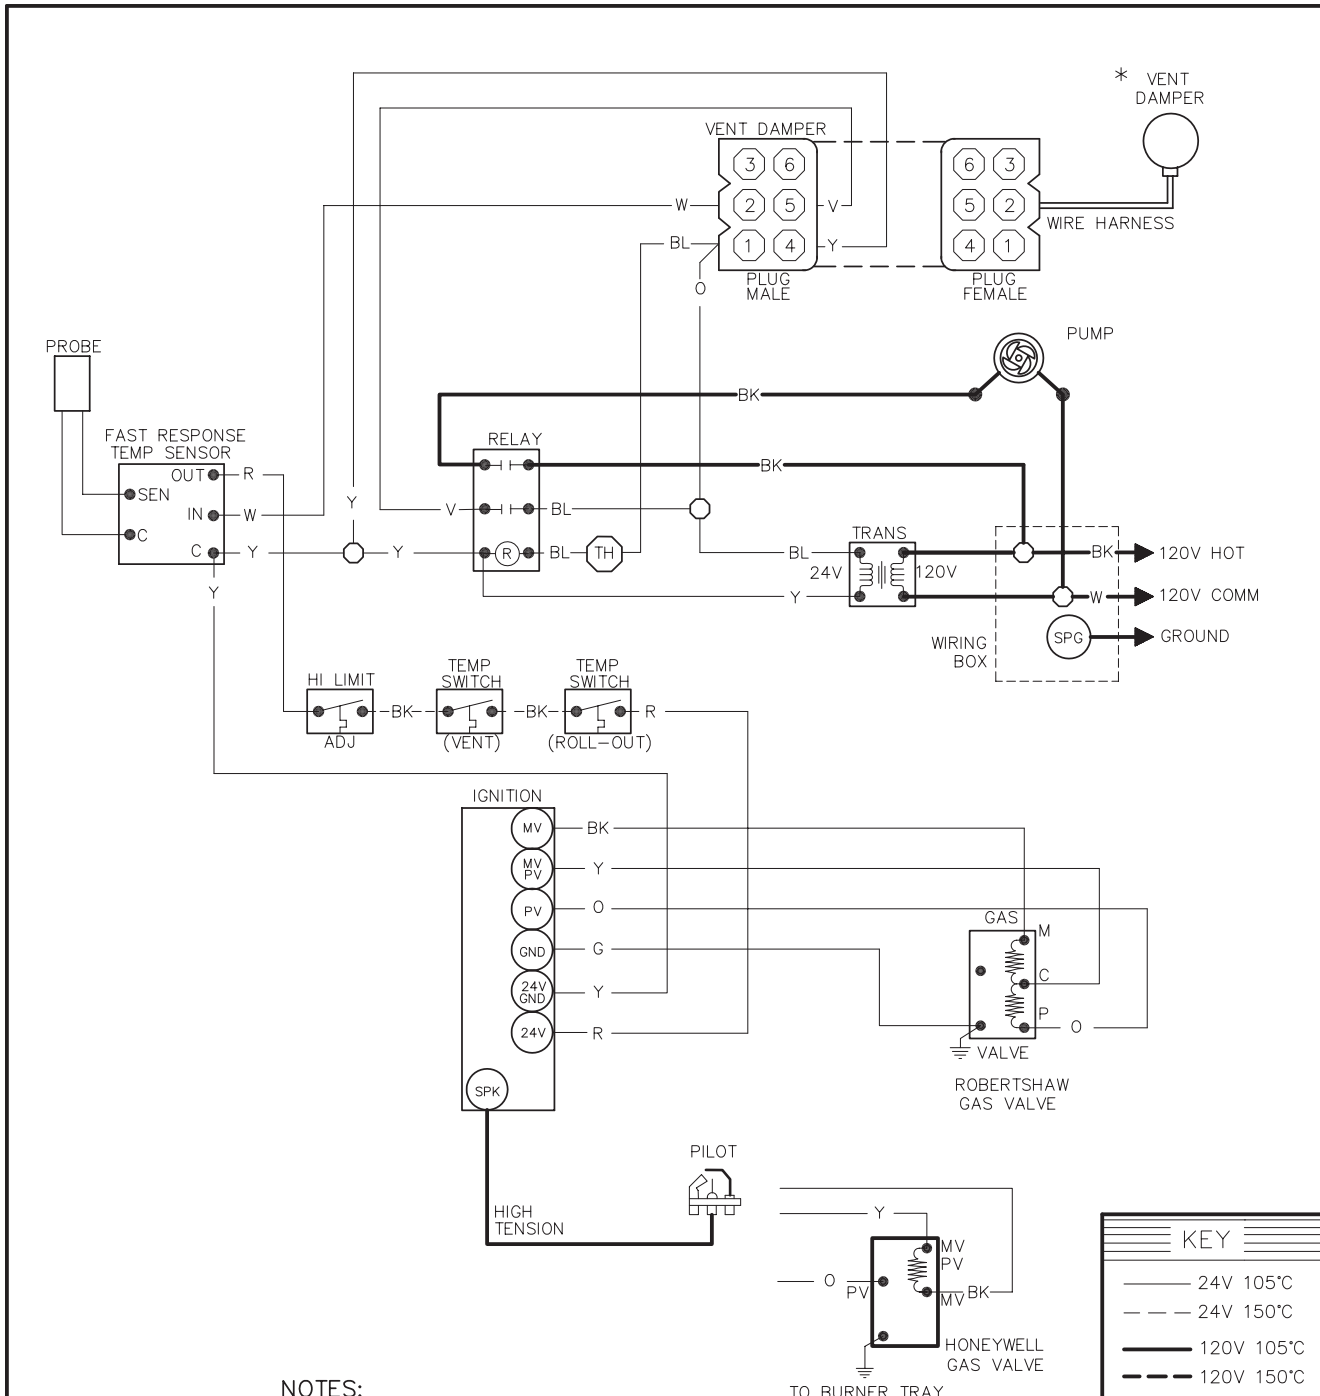 * VENT
DAMPER
VENT DAMPER
3 6
2 5
1 4
PLUG
MALE
6 3
5 2
4 1
PLUG
FEMALE
WIRE HARNESS
W
V
BL
Y
O
PROBE
PUMP
BK
FAST RESPONSE
TEMP SENSOR
OUT
R
SEN
IN
W
C
C
Y
Y
Y
Y
RELAY
BK
V
BL
R
BL
TH
TRANS
BL
24V
120V
Y
BK
120V HOT
W
120V COMM
SPG
GROUND
WIRING
BOX
HI LIMIT
ADJ
BK
TEMP
SWITCH
(VENT)
BK
TEMP
SWITCH
(ROLL-OUT)
R
IGNITION
MV
BK
MV
PV
Y
PV
O
GND
G
24V
GND
Y
24V
R
SPK
GAS
M
C
P
O
VALVE
ROBERTSHAW
GAS VALVE
PILOT
HIGH
TENSION
Y
MV
PV
O
PV
MV
BK
HONEYWELL
GAS VALVE
TO BURNER TRAY
KEY
24V 105°C
24V 150°C
120V 105°C
120V 150°C
NOTES: